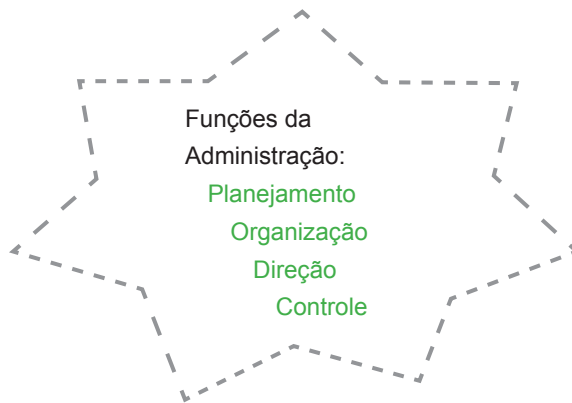 Funções da
Administração:
Planejamento
Organização
Direção
Controle